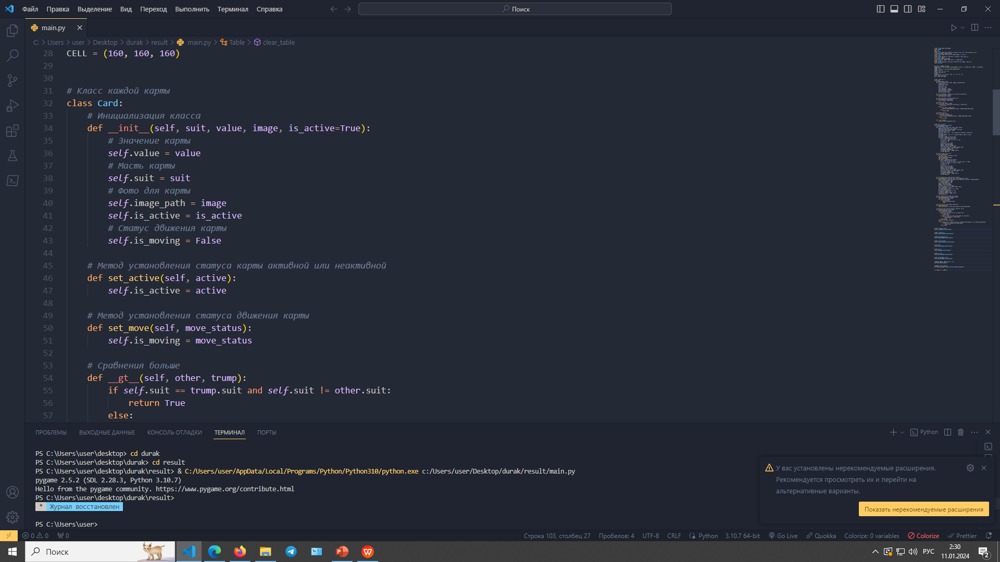 Файл Правка Выделение Вид Переход Выполнить Терминал Справка Поиск
main.py
C: > Users > user > Desktop > durak > result > main.py > Table > clear_table
28 CELL = (160, 160, 160)
29
30
31 # Класс каждой карты
32 class Card:
33 # Инициализация класса
34 def __init__(self, suit, value, image, is_active=True):
35 # Значение карты
36 self.value = value
37 # Масть карты
38 self.suit = suit
39 # Фото для карты
40 self.image_path = image
41 self.is_active = is_active
42 # Статус движения карты
43 self.is_moving = False
44
45 # Метод установления статуса карты активной или неактивной
46 def set_active(self, active):
47 self.is_active = active
48
49 # Метод установления статуса движения карты
50 def set_move(self, move_status):
51 self.is_moving = move_status
52
53 # Сравнения больше
54 def __gt__(self, other, trump):
55 if self.suit == trump.suit and self.suit != other.suit:
56 return True
57 else:
ПРОБЛЕМЫ ВЫХОДНЫЕ ДАННЫЕ КОНСОЛЬ ОТЛАДКИ ТЕРМИНАЛ ПОРТЫ Python
PS C:\Users\user\desktop> cd durak
PS C:\Users\user\desktop\durak> cd result
PS C:\Users\user\desktop\durak\result> & C:/Users/user/AppData/Local/Programs/Python/Python310/python.exe c:/Users/user/Desktop/durak/result/main.py
pygame 2.5.2 (SDL 2.28.3, Python 3.10.7)
Hello from the pygame community. https://www.pygame.org/contribute.html
PS C:\Users\user\desktop\durak\result>
* Журнал восстановлен
PS C:\Users\user>
У вас установлены нерекомендуемые расширения.
Рекомендуется просмотреть их и перейти на
альтернативные варианты.
Показать нерекомендуемые расширения
0 0 0 Строка 103, столбец 27 Пробелов: 4 UTF-8 CRLF Python 3.10.7 64-bit Go Live Quokka Colorize: 0 variables Colorize Prettier
Поиск РУС 2:30
11.01.2024 2